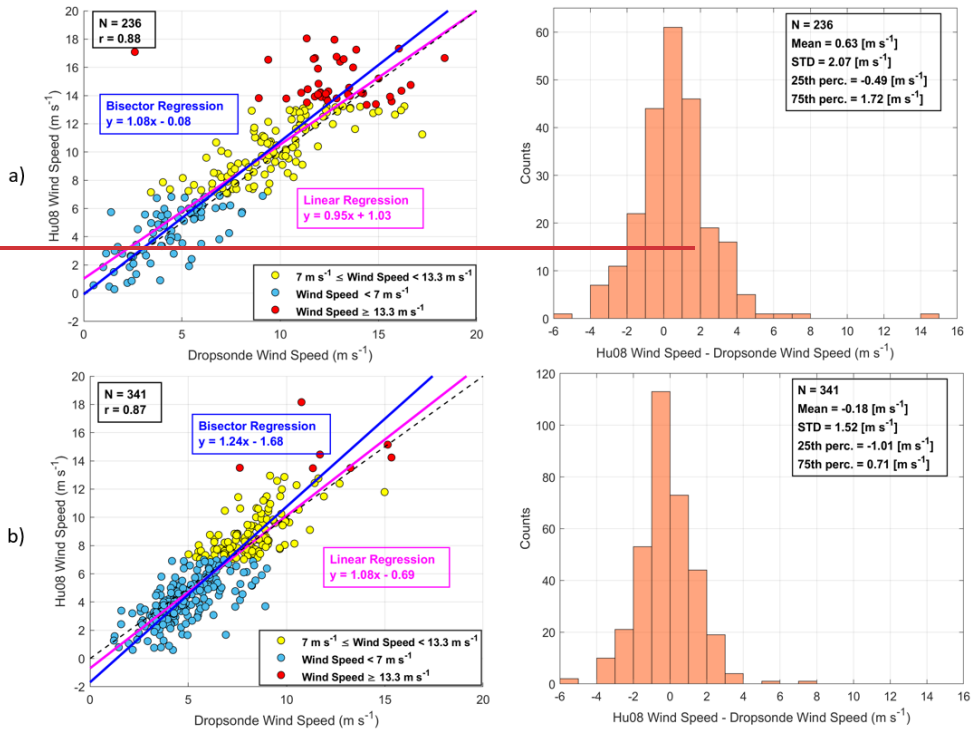 a)
20
18
16
14
12
10
8
6
4
2
0
-2
Hu08 Wind Speed (m s-1)
N = 236
r = 0.88
Bisector Regression
y = 1.08x - 0.08
Linear Regression
y = 0.95x + 1.03
7 m s-1 ≤ Wind Speed < 13.3 m s-1
Wind Speed < 7 m s-1
Wind Speed ≥ 13.3 m s-1
0 5 10 15 20
Dropsonde Wind Speed (m s-1)
60
50
40
30
20
10
0
Counts
N = 236
Mean = 0.63 [m s-1]
STD = 2.07 [m s-1]
25th perc. = -0.49 [m s-1]
75th perc. = 1.72 [m s-1]
-6 -4 -2 0 2 4 6 8 10 12 14 16
Hu08 Wind Speed - Dropsonde Wind Speed (m s-1)
b)
20
18
16
14
12
10
8
6
4
2
0
-2
Hu08 Wind Speed (m s-1)
N = 341
r = 0.87
Bisector Regression
y = 1.24x - 1.68
Linear Regression
y = 1.08x - 0.69
7 m s-1 ≤ Wind Speed < 13.3 m s-1
Wind Speed < 7 m s-1
Wind Speed ≥ 13.3 m s-1
0 5 10 15 20
Dropsonde Wind Speed (m s-1)
120
100
80
60
40
20
0
Counts
N = 341
Mean = -0.18 [m s-1]
STD = 1.52 [m s-1]
25th perc. = -1.01 [m s-1]
75th perc. = 0.71 [m s-1]
-6 -4 -2 0 2 4 6 8 10 12 14 16
Hu08 Wind Speed - Dropsonde Wind Speed (m s-1)